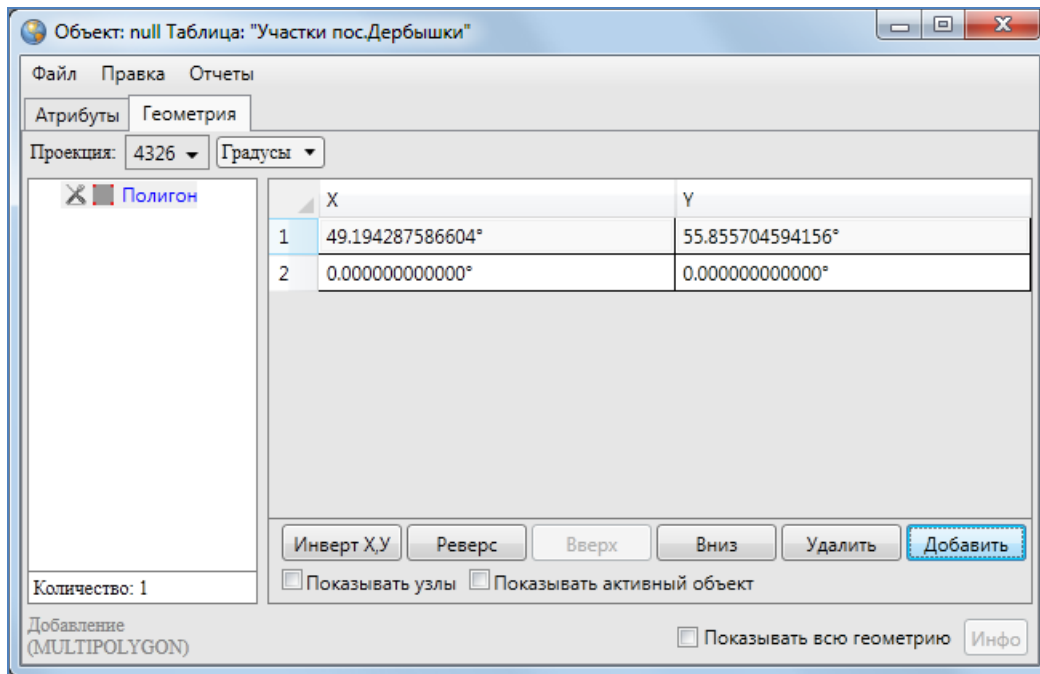 Объект: null Таблица: "Участки пос.Дербышки"
Файл Правка Отчеты
Атрибуты Геометрия
Проекция: 4326 Градусы
Полигон
X Y
1 49.194287586604° 55.855704594156°
2 0.000000000000° 0.000000000000°
Инверт X,У Реверс Вверх Вниз Удалить Добавить
Показывать узлы Показывать активный объект
Количество: 1
Добавление
(MULTIPOLYGON)
Показывать всю геометрию Инфо